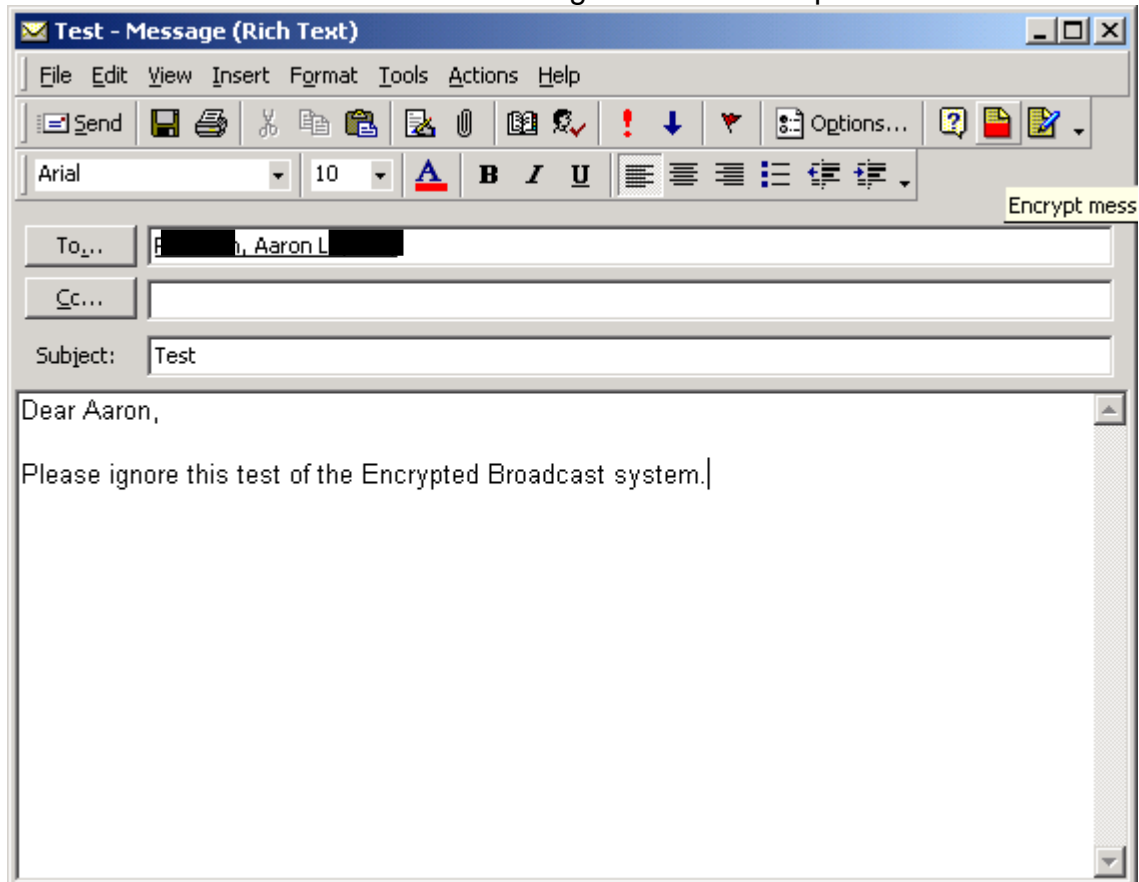 Test - Message (Rich Text)
File Edit View Insert Format Tools Actions Help
Send Options...
Arial 10 A B I U
Encrypt mess
To... , Aaron L
Cc...
Subject: Test
Dear Aaron,
Please ignore this test of the Encrypted Broadcast system.